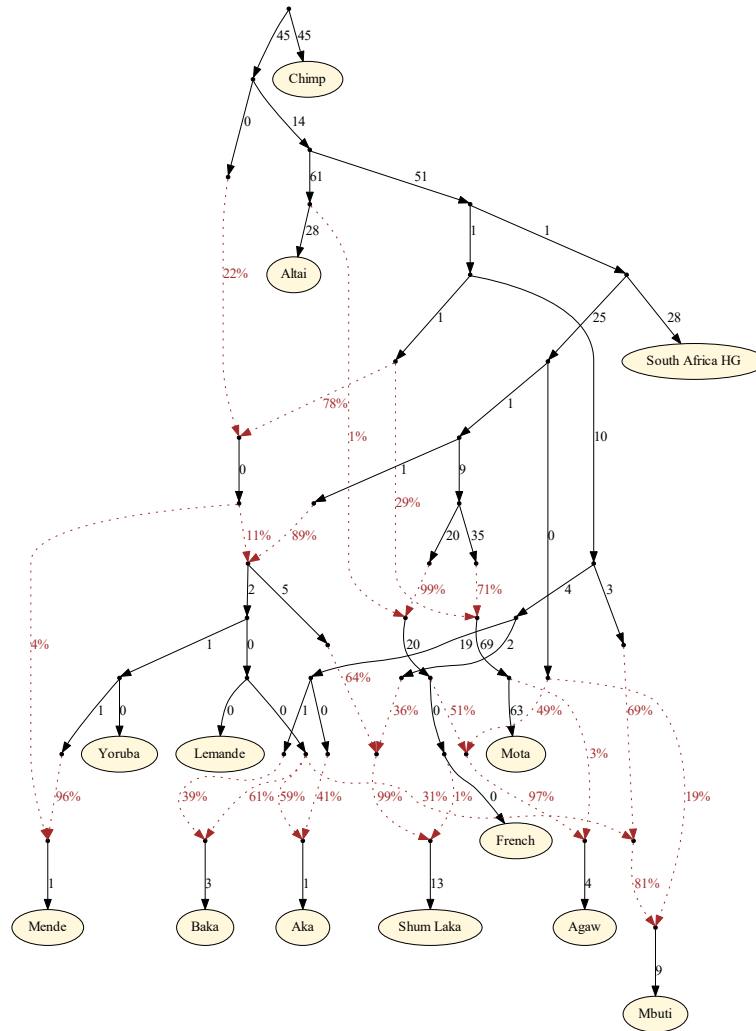 45 45
Chimp
0 14
61 51
28 1 1
Altai
22%
1 25 28
South Africa HG
78%
1% 1 10
0 1 9
29%
11% 89% 20 35 0
2 5 99% 71% 4 3
4%
1 0 20 19 69 2
64%
1 0 0 0 1 0 36% 0 51% 63 49% 69%
Yoruba
Lemande
Mota
3%
96% 39% 61% 59% 41% 99% 31% 1% 0 97% 19%
French
1 3 1 13 4 81%
Mende
Baka
Aka
Shum Laka
Agaw
9
Mbuti